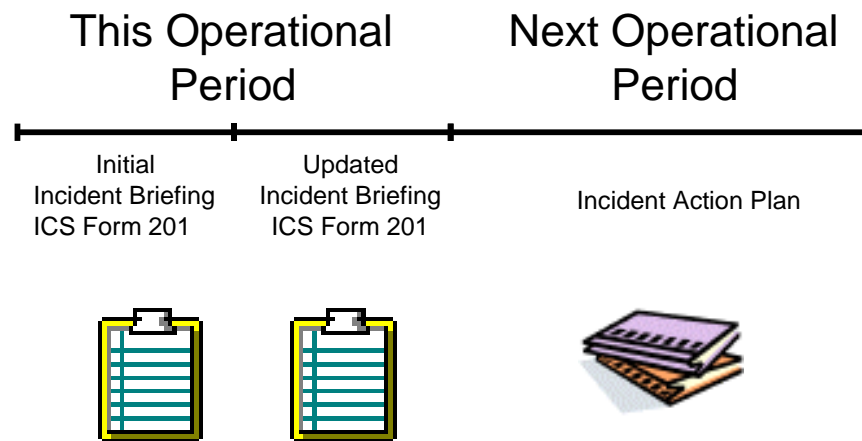 This Operational
Period
Next Operational
Period
Initial
Incident Briefing
ICS Form 201
Updated
Incident Briefing
ICS Form 201
Incident Action Plan